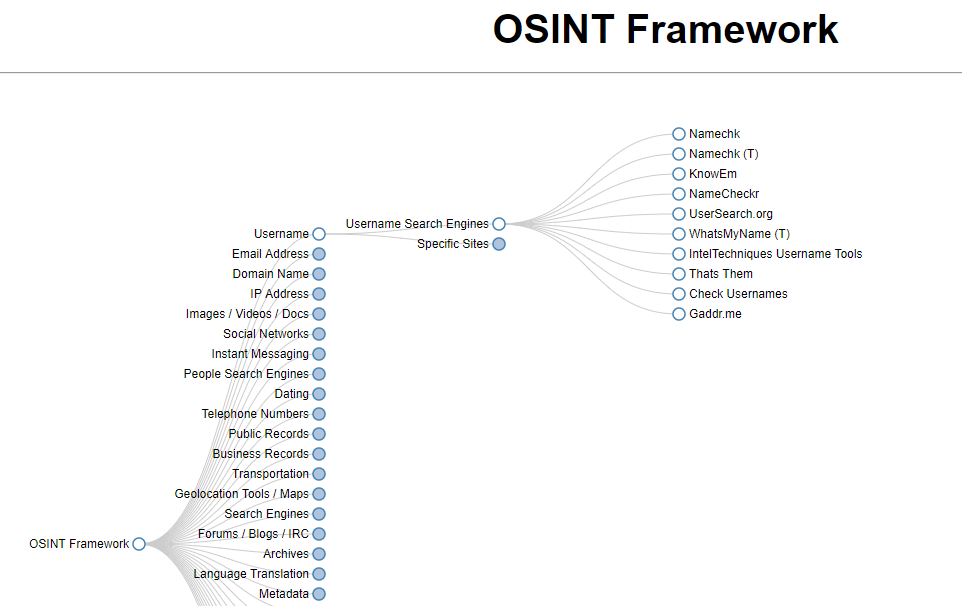 OSINT Framework
Namechk
Namechk (T)
KnowEm
NameCheckr
UserSearch.org
WhatsMyName (T)
IntelTechniques Username Tools
Thats Them
Check Usernames
Gaddr.me
Username Search Engines
Specific Sites
Username
Email Address
Domain Name
IP Address
Images / Videos / Docs
Social Networks
Instant Messaging
People Search Engines
Dating
Telephone Numbers
Public Records
Business Records
Transportation
Geolocation Tools / Maps
Search Engines
Forums / Blogs / IRC
Archives
Language Translation
Metadata
OSINT Framework